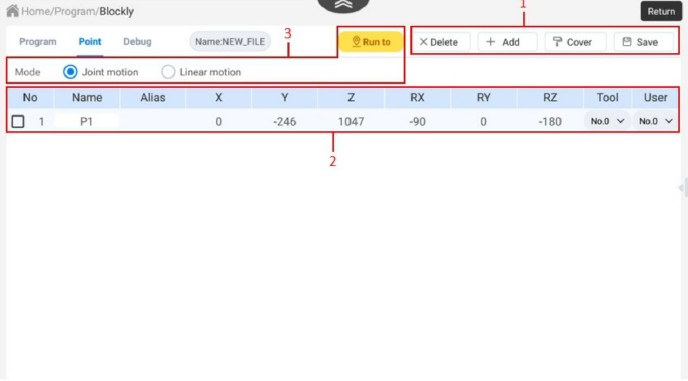 1
Home/Program/Blockly Return
Program Point Debug Name:NEW_FILE 3 Run to Delete + Add Cover Save
Mode Joint motion Linear motion
No Name Alias X Y Z RX RY RZ Tool User
1 P1 0 -246 1047 -90 0 -180 No.0 No.0
2